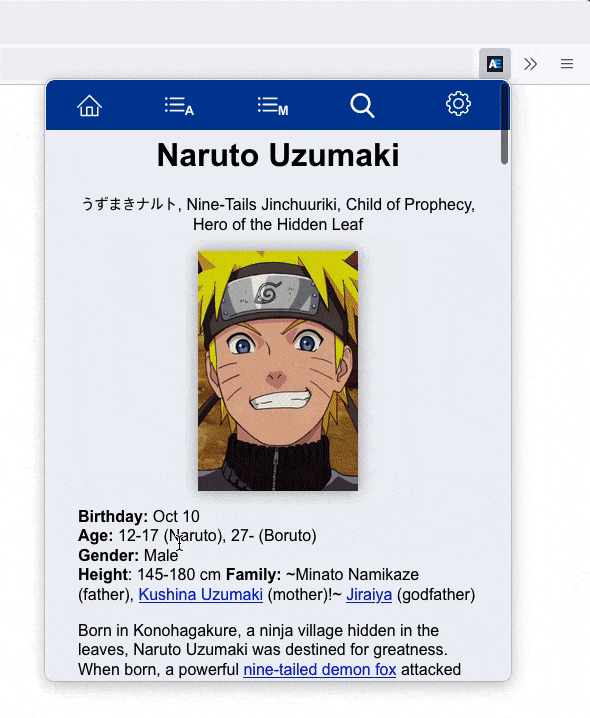 AE
A
M
Naruto Uzumaki
うずまきナルト, Nine-Tails Jinchuuriki, Child of Prophecy,
Hero of the Hidden Leaf
Birthday: Oct 10
Age: 12-17 (Naruto), 27- (Boruto)
Gender: Male
Height: 145-180 cm Family: ~Minato Namikaze
(father), Kushina Uzumaki (mother)!~ Jiraiya (godfather)
Born in Konohagakure, a ninja village hidden in the
leaves, Naruto Uzumaki was destined for greatness.
When born, a powerful nine-tailed demon fox attacked